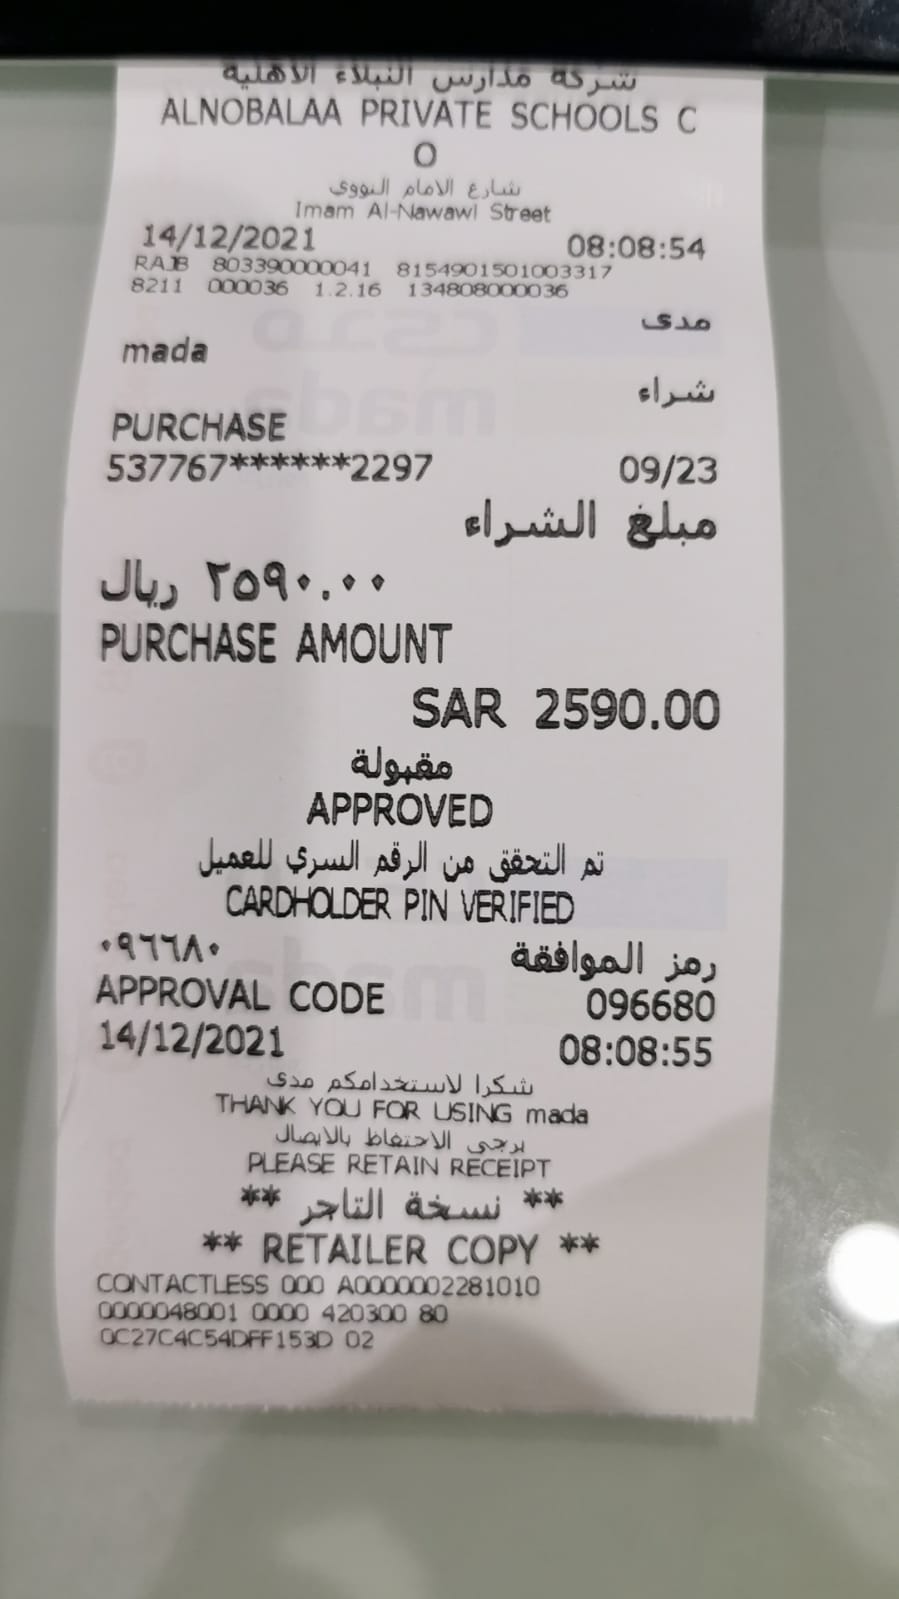 شركة مدارس النبلاء الأهلية
ALNOBALAA PRIVATE SCHOOLS C
O
شارع الامام النووي
Imam Al-Nawawi Street
14/12/2021 08:08:54
RAJB 803390000041 8154901501003317
8211 000036 1.2.16 134808000036
مدى
mada
شراء
PURCHASE
537767******2297 09/23
مبلغ الشراء
٢٥٩٠.٠٠ ريال
PURCHASE AMOUNT
SAR 2590.00
مقبولة
APPROVED
تم التحقق من الرقم السري للعميل
CARDHOLDER PIN VERIFIED
رمز الموافقة ٠٩٦٦٨٠
APPROVAL CODE 096680
14/12/2021 08:08:55
شكرا لاستخدامكم مدى
THANK YOU FOR USING mada
يرجى الاحتفاظ بالايصال
PLEASE RETAIN RECEIPT
** نسخة التاجر **
** RETAILER COPY **
CONTACTLESS 000 A0000002281010
0000048001 0000 420300 80
0C27C4C54DFF153D 02